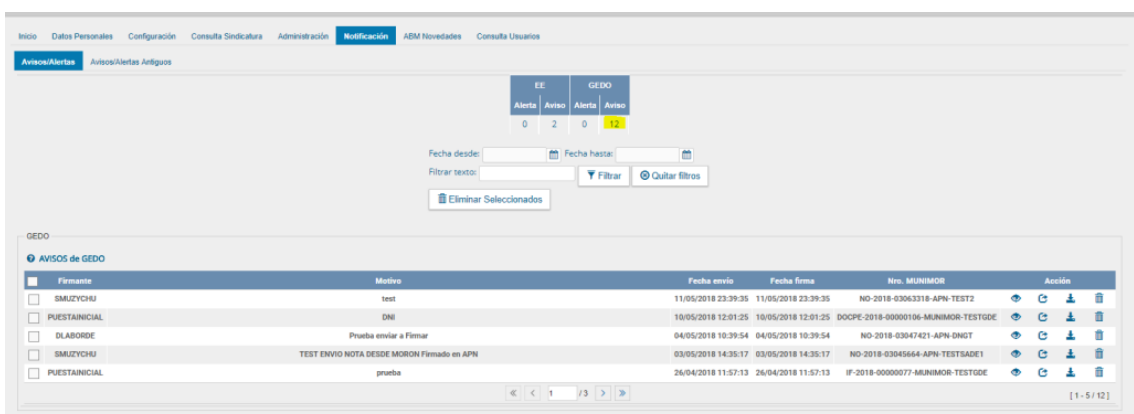 Inicio Datos Personales Configuración Consulta Sindicatura Administración Notificación ABM Novedades Consulta Usuarios
Avisos/Alertas Avisos/Alertas Antiguos
EE GEDO
Alerta Aviso Alerta Aviso
0 2 0 12
Fecha desde: Fecha hasta:
Filtrar texto: Filtrar Quitar filtros
Eliminar Seleccionados
GEDO
AVISOS de GEDO
Firmante Motivo Fecha envío Fecha firma Nro. MUNIMOR Acción
SMUZYCHU test 11/05/2018 23:39:35 11/05/2018 23:39:35 NO-2018-03063318-APN-TEST2
PUESTAINICIAL DNI 10/05/2018 12:01:25 10/05/2018 12:01:25 DOCPE-2018-00000106-MUNIMOR-TESTGDE
DLABORDE Prueba enviar a Firmar 04/05/2018 10:39:54 04/05/2018 10:39:54 NO-2018-03047421-APN-DNGT
SMUZYCHU TEST ENVIO NOTA DESDE MORON Firmado en APN 03/05/2018 14:35:17 03/05/2018 14:35:17 NO-2018-03045664-APN-TESTSADE1
PUESTAINICIAL prueba 26/04/2018 11:57:13 26/04/2018 11:57:13 IF-2018-00000077-MUNIMOR-TESTGDE
1 /3 [ 1 - 5 / 12 ]